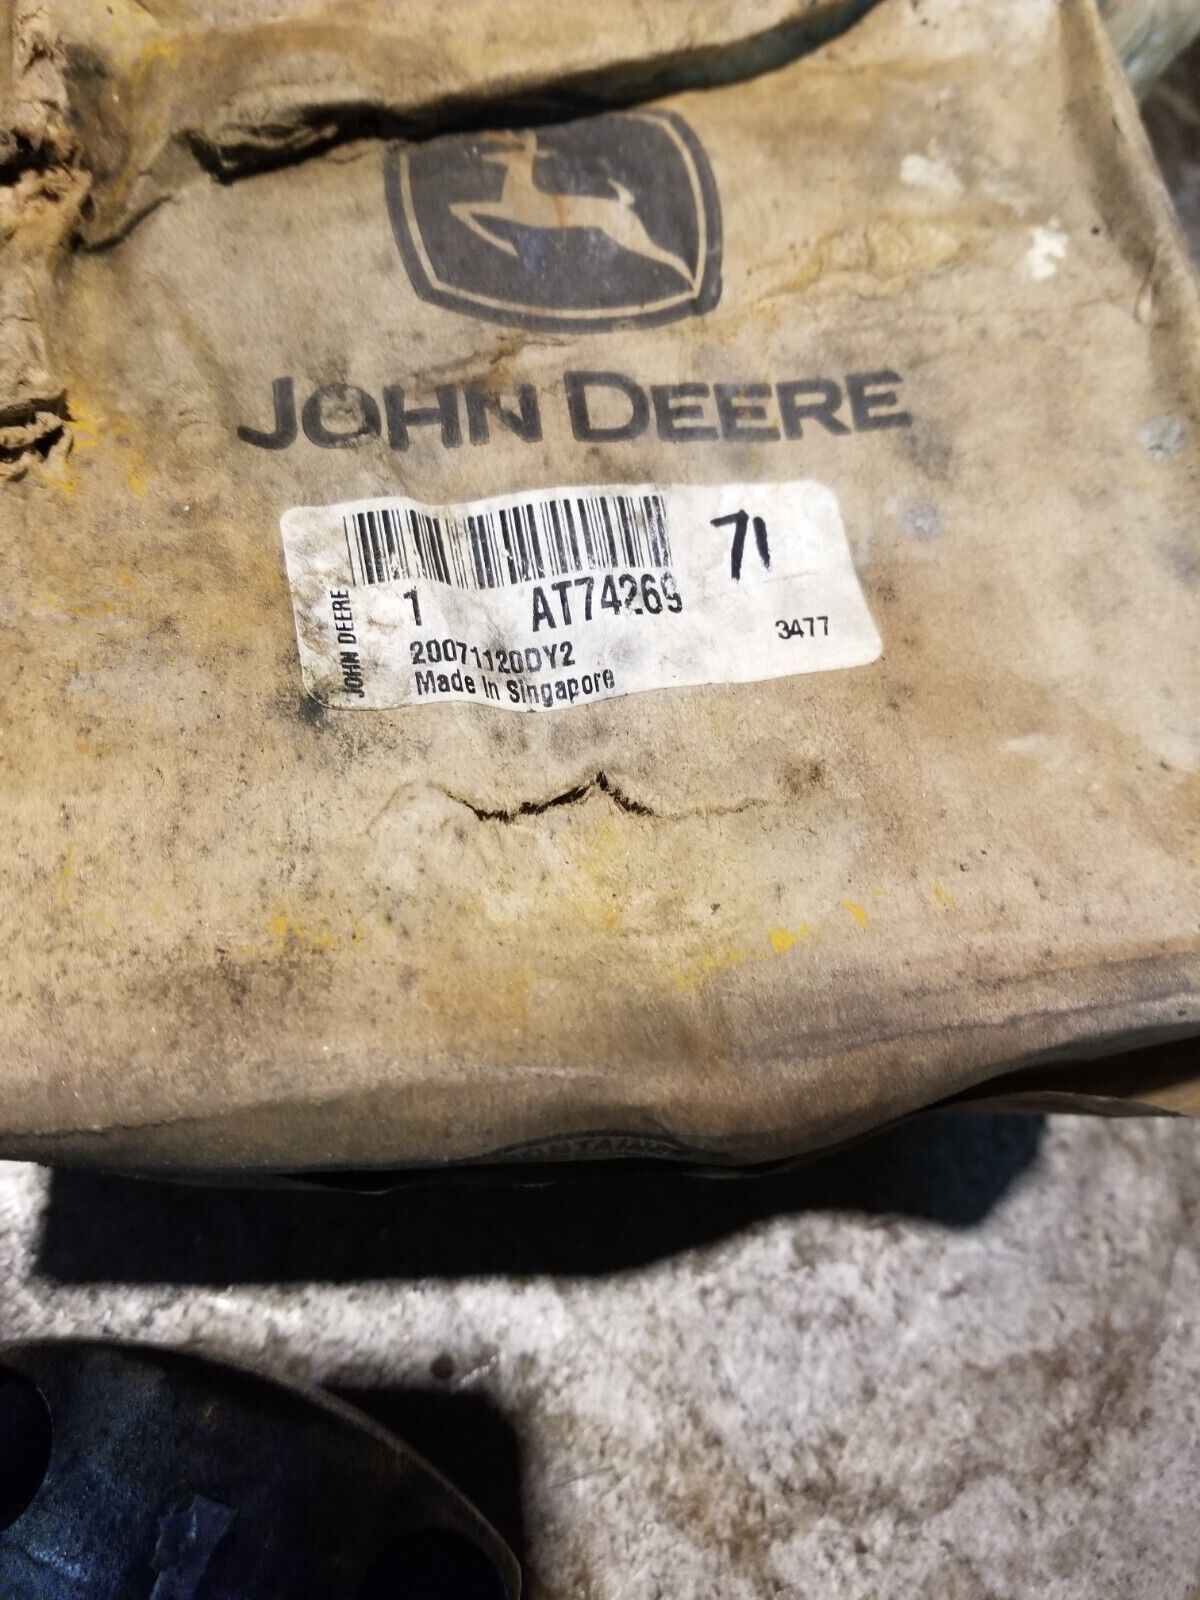 JOHN DEERE
71
1 AT74269
3477
JOHN DEERE
20071120DY2
Made In Singapore